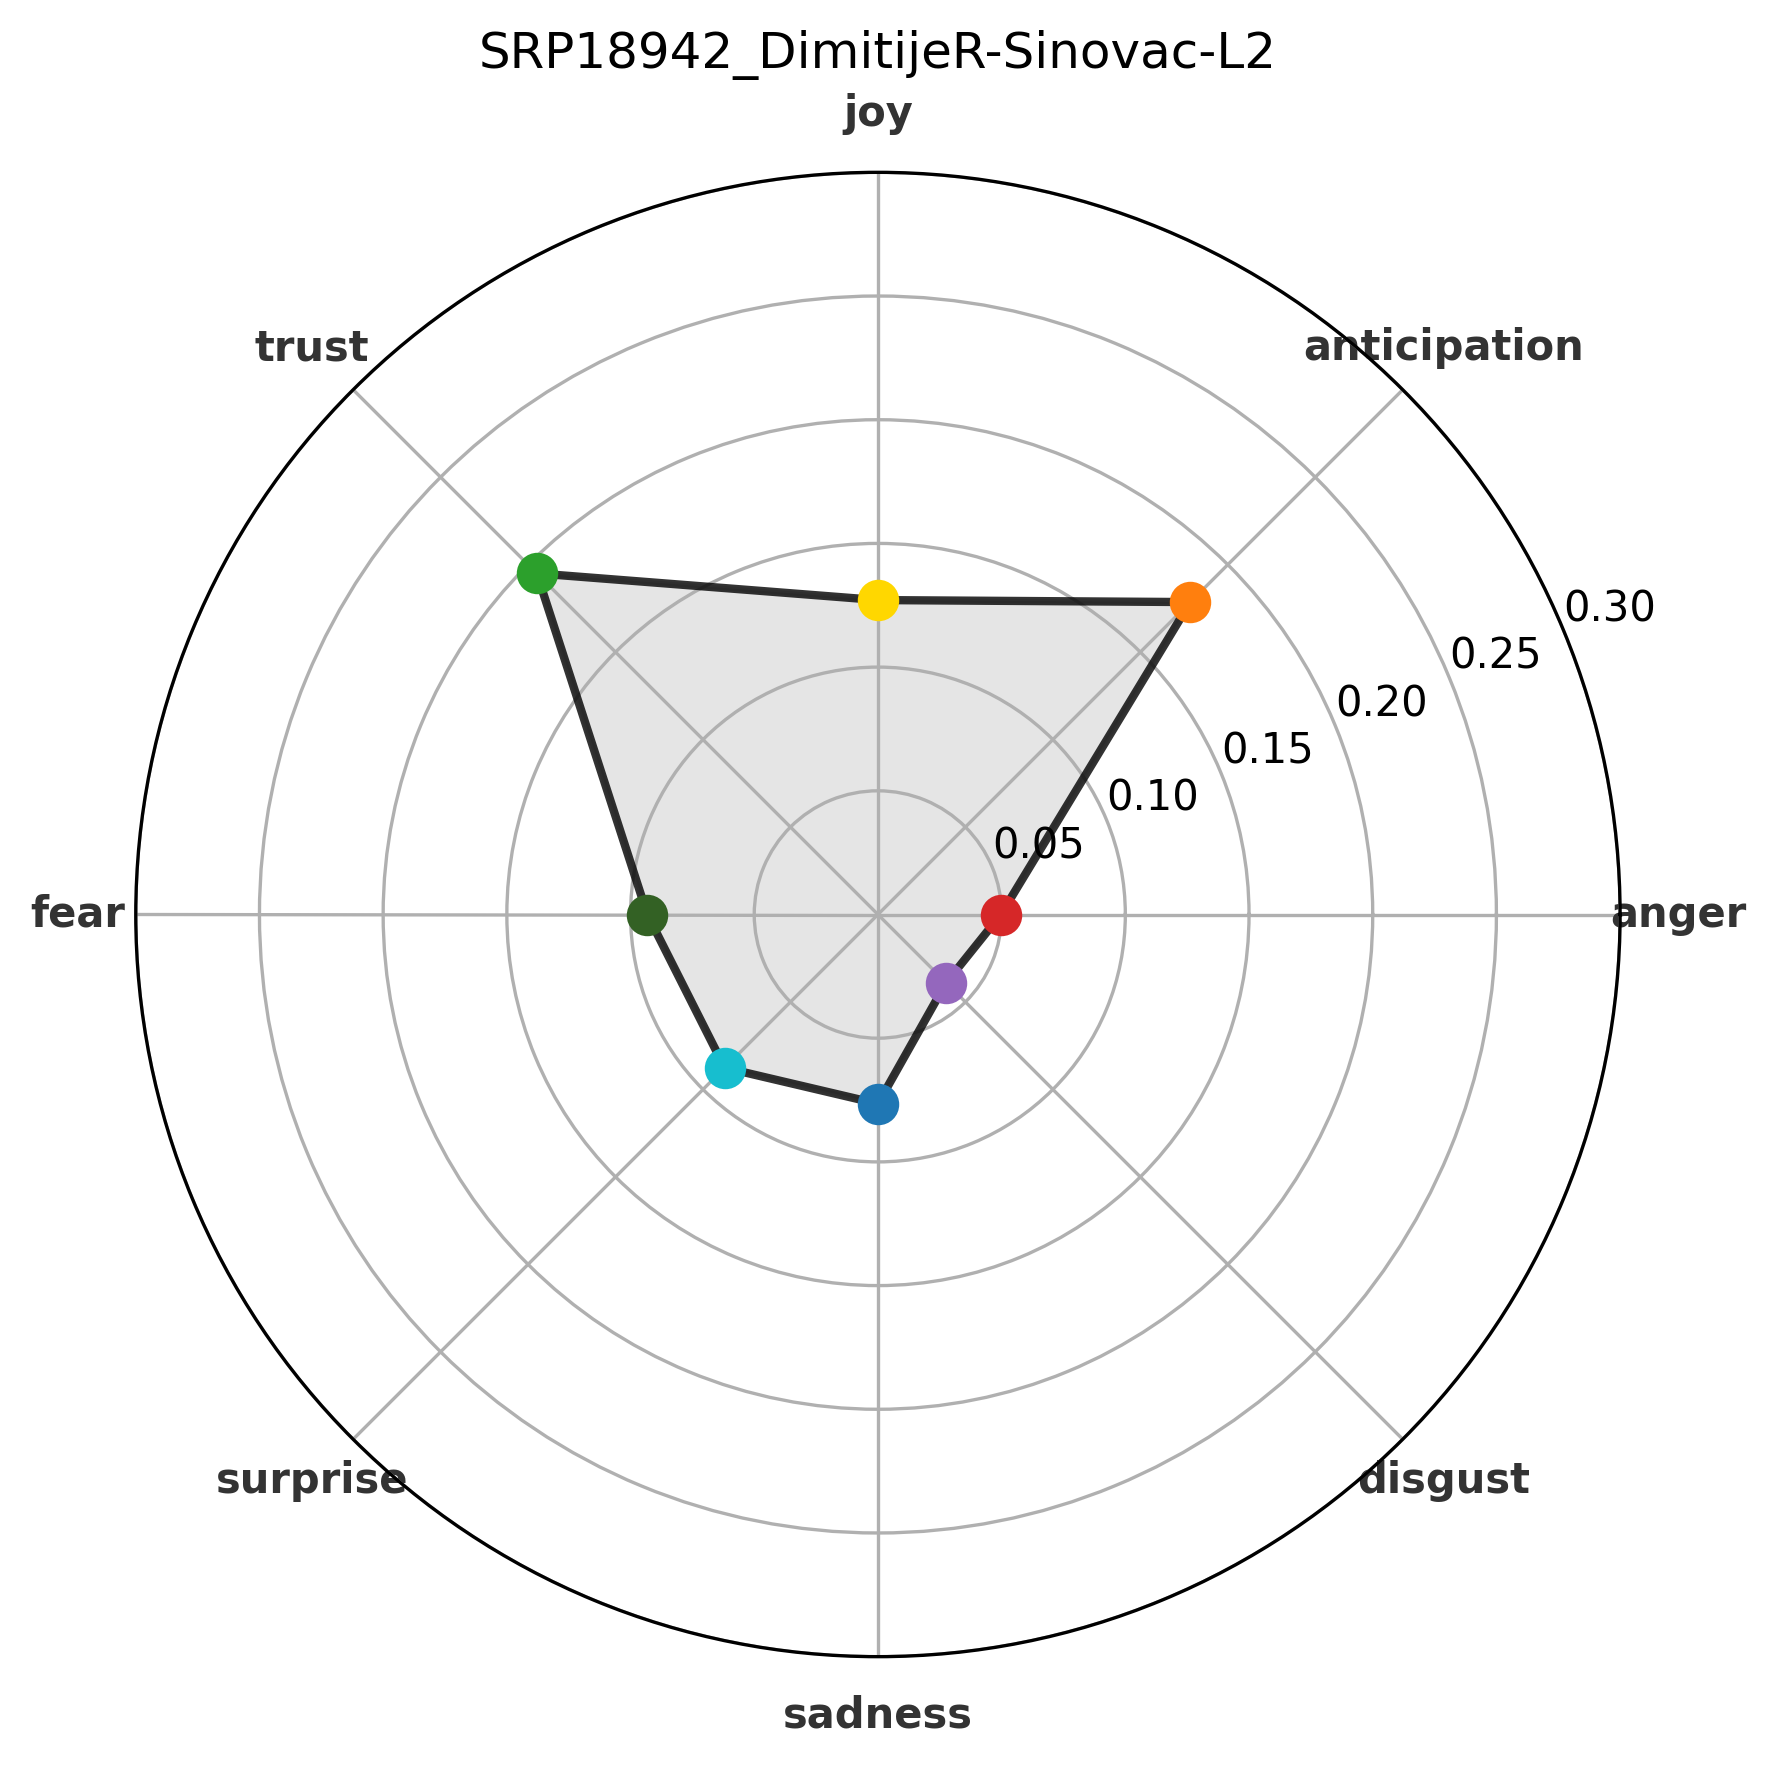 SRP18942_DimitijeR-Sinovac-L2
joy
trust
anticipation
0.30
0.25
0.20
0.15
0.10
0.05
fear
anger
surprise
disgust
sadness